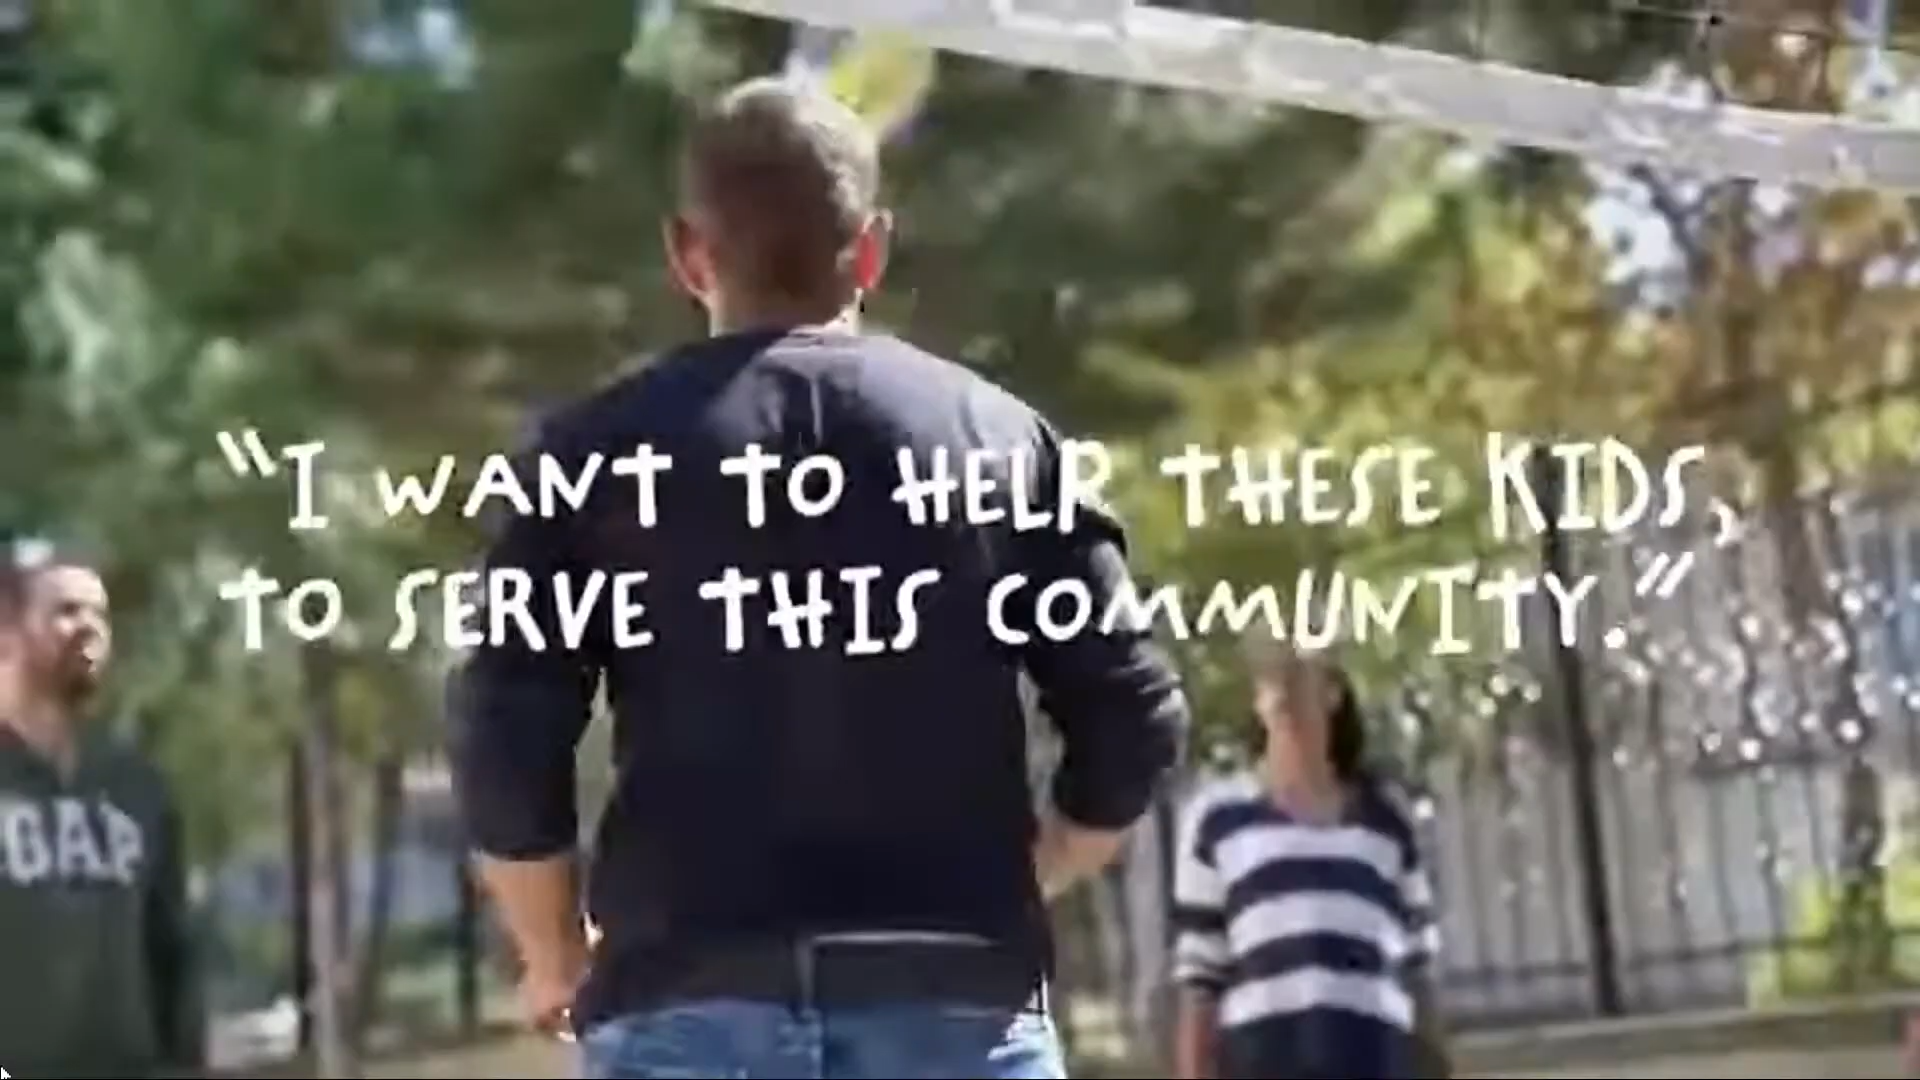 “I WANT TO HELP THESE KIDS,
TO SERVE THIS COMMUNITY.”
GAP